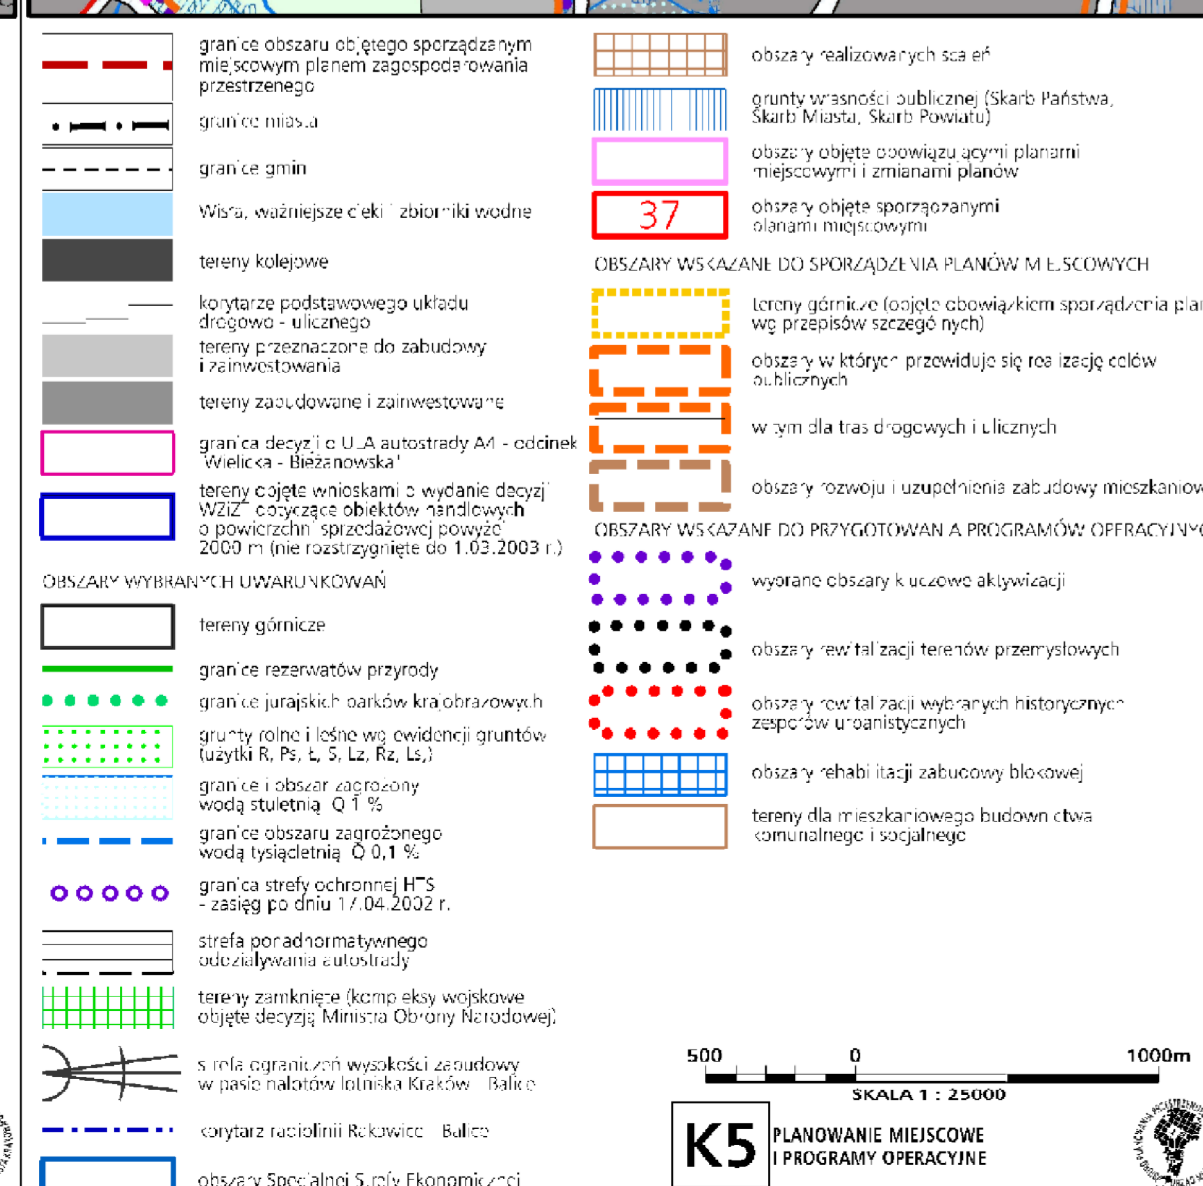 granice obszaru objętego sporządzanym
miejscowym planem zagospodarowania
przestrzenego
granice miasta
granice gmin
Wisła, ważniejsze cieki i zbiorniki wodne
tereny kolejowe
korytarze podstawowego układu
drogowo - ulicznego
tereny przeznaczone do zabudowy
i zainwestowania
tereny zabudowane i zainwestowane
granica decyzji o ULA autostrady A4 - odcinek
"Wielicka - Bieżanowska"
tereny objęte wnioskami o wydanie decyzji
WZiZT dotyczące obiektów handlowych
o powierzchni sprzedażowej powyżej
2000 m (nie rozstrzygnięte do 1.03.2003 r.)
OBSZARY WYBRANYCH UWARUNKOWAŃ
tereny górnicze
granice rezerwatów przyrody
granice jurajskich parków krajobrazowych
grunty rolne i leśne wg ewidencji gruntów
(użytki R, Ps, Ł, S, Lz, Rz, Ls,)
granice i obszar zagrożony
wodą stuletnią Q 1 %
granice obszaru zagrożonego
wodą tysiącletnią Q 0,1 %
granica strefy ochronnej HTS
- zasięg po dniu 17.04.2002 r.
strefa ponadnormatywnego
oddziaływania autostrady
tereny zamknięte (kompleksy wojskowe
objęte decyzją Ministra Obrony Narodowej)
strefa ograniczeń wysokości zabudowy
w pasie nalotów lotniska Kraków - Balice
korytarz radiolinii Rakowice - Balice
obszary Specjalnej Strefy Ekonomicznej
obszary realizowanych scaleń
grunty własności publicznej (Skarb Państwa,
Skarb Miasta, Skarb Powiatu)
obszary objęte obowiązującymi planami
miejscowymi i zmianami planów
37
obszary objęte sporządzanymi
planami miejscowymi
OBSZARY WSKAZANE DO SPORZĄDZENIA PLANÓW MIEJSCOWYCH
tereny górnicze (objęte obowiązkiem sporządzenia plan
wg przepisów szczególnych)
obszary w których przewiduje się realizację celów
publicznych
w tym dla tras drogowych i ulicznych
obszary rozwoju i uzupełnienia zabudowy mieszkaniow
OBSZARY WSKAZANE DO PRZYGOTOWANIA PROGRAMÓW OPERACYJNYC
wybrane obszary kluczowe aktywizacji
obszary rewitalizacji terenów przemysłowych
obszary rewitalizacji wybranych historycznych
zespołów urbanistycznych
obszary rehabilitacji zabudowy blokowej
tereny dla mieszkaniowego budownictwa
komunalnego i socjalnego
500 0 1000m
SKALA 1 : 25000
K5 PLANOWANIE MIEJSCOWE
I PROGRAMY OPERACYJNE